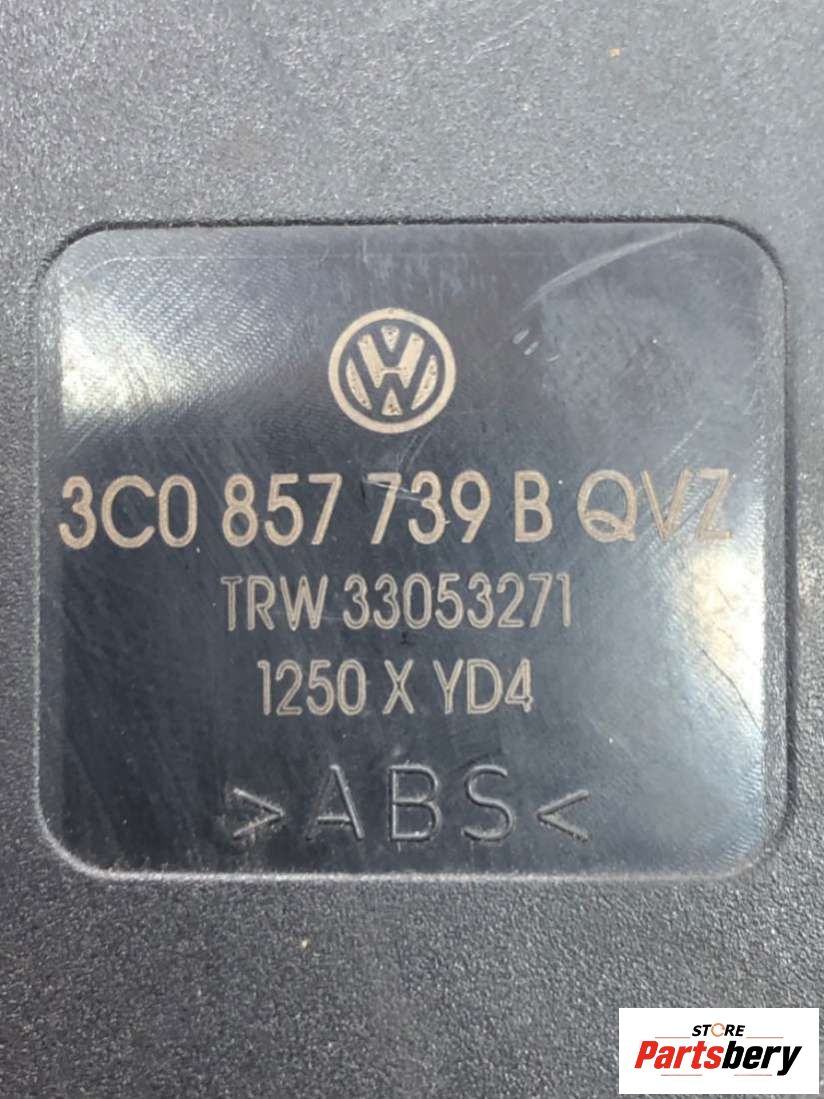 3C0 857 739 B QVZ
TRW 33053271
1250 X YD4
>ABS<
STORE
Partsbery